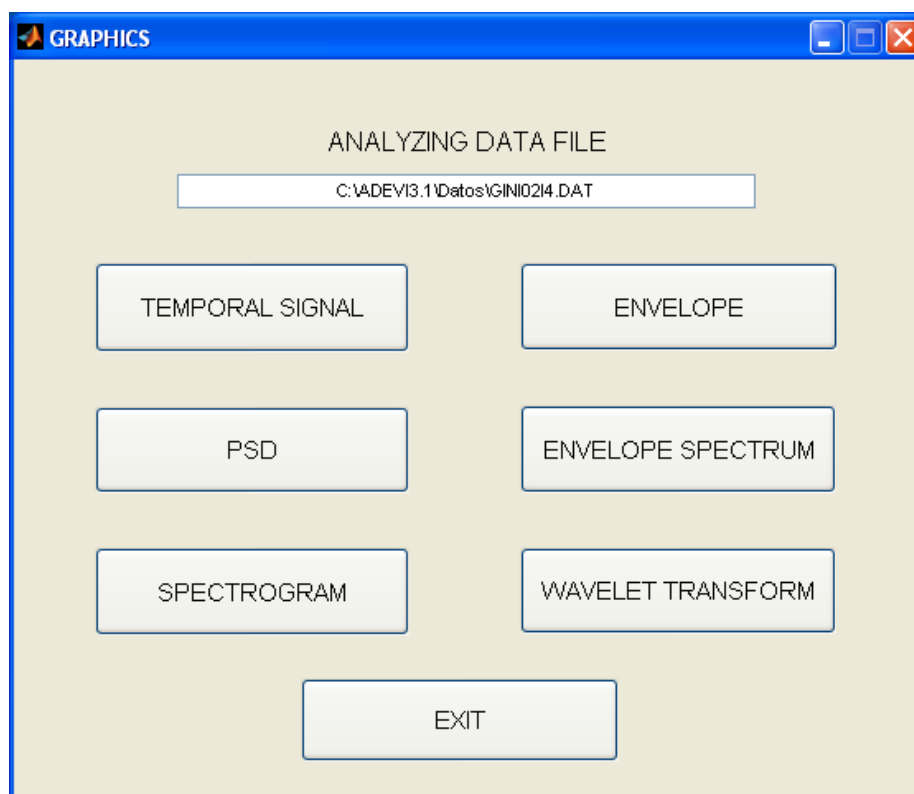 GRAPHICS
ANALYZING DATA FILE
C:\ADEVI3.1\Datos\GINI02I4.DAT
TEMPORAL SIGNAL
ENVELOPE
PSD
ENVELOPE SPECTRUM
SPECTROGRAM
WAVELET TRANSFORM
EXIT